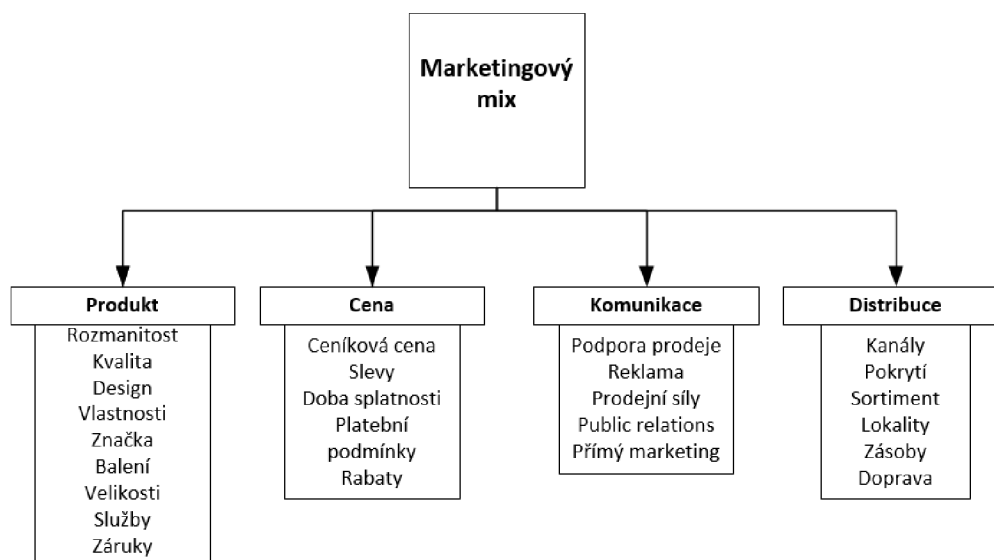 Marketingový
mix
Produkt
Rozmanitost
Kvalita
Design
Vlastnosti
Značka
Balení
Velikosti
Služby
Záruky
Cena
Ceníková cena
Slevy
Doba splatnosti
Platební
podmínky
Rabaty
Komunikace
Podpora prodeje
Reklama
Prodejní síly
Public relations
Přímý marketing
Distribuce
Kanály
Pokrytí
Sortiment
Lokality
Zásoby
Doprava